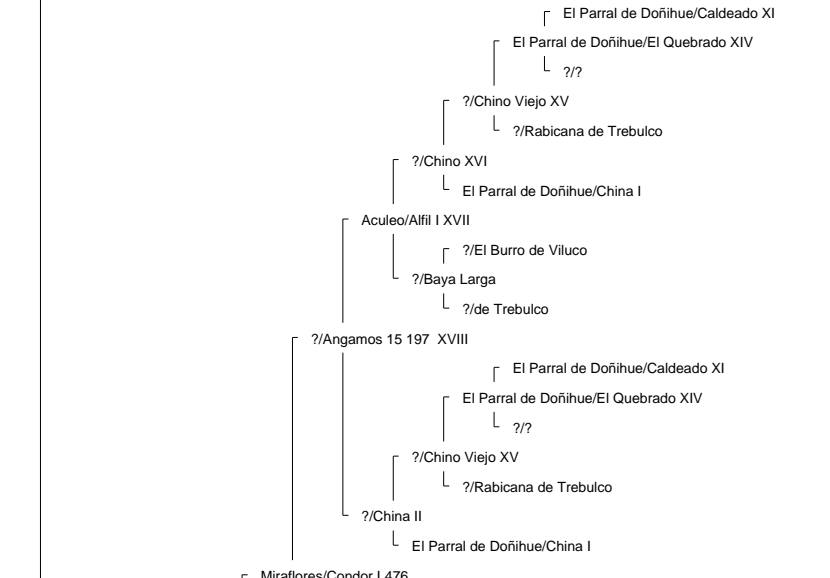 El Parral de Doñihue/Caldeado XI
El Parral de Doñihue/El Quebrado XIV
?/?
?/Chino Viejo XV
?/Rabicana de Trebulco
?/Chino XVI
El Parral de Doñihue/China I
Aculeo/Alfil I XVII
?/El Burro de Viluco
?/Baya Larga
?/de Trebulco
?/Angamos 15 197 XVIII
El Parral de Doñihue/Caldeado XI
El Parral de Doñihue/El Quebrado XIV
?/?
?/Chino Viejo XV
?/Rabicana de Trebulco
?/China II
El Parral de Doñihue/China I
Miraflores/Condor I 476